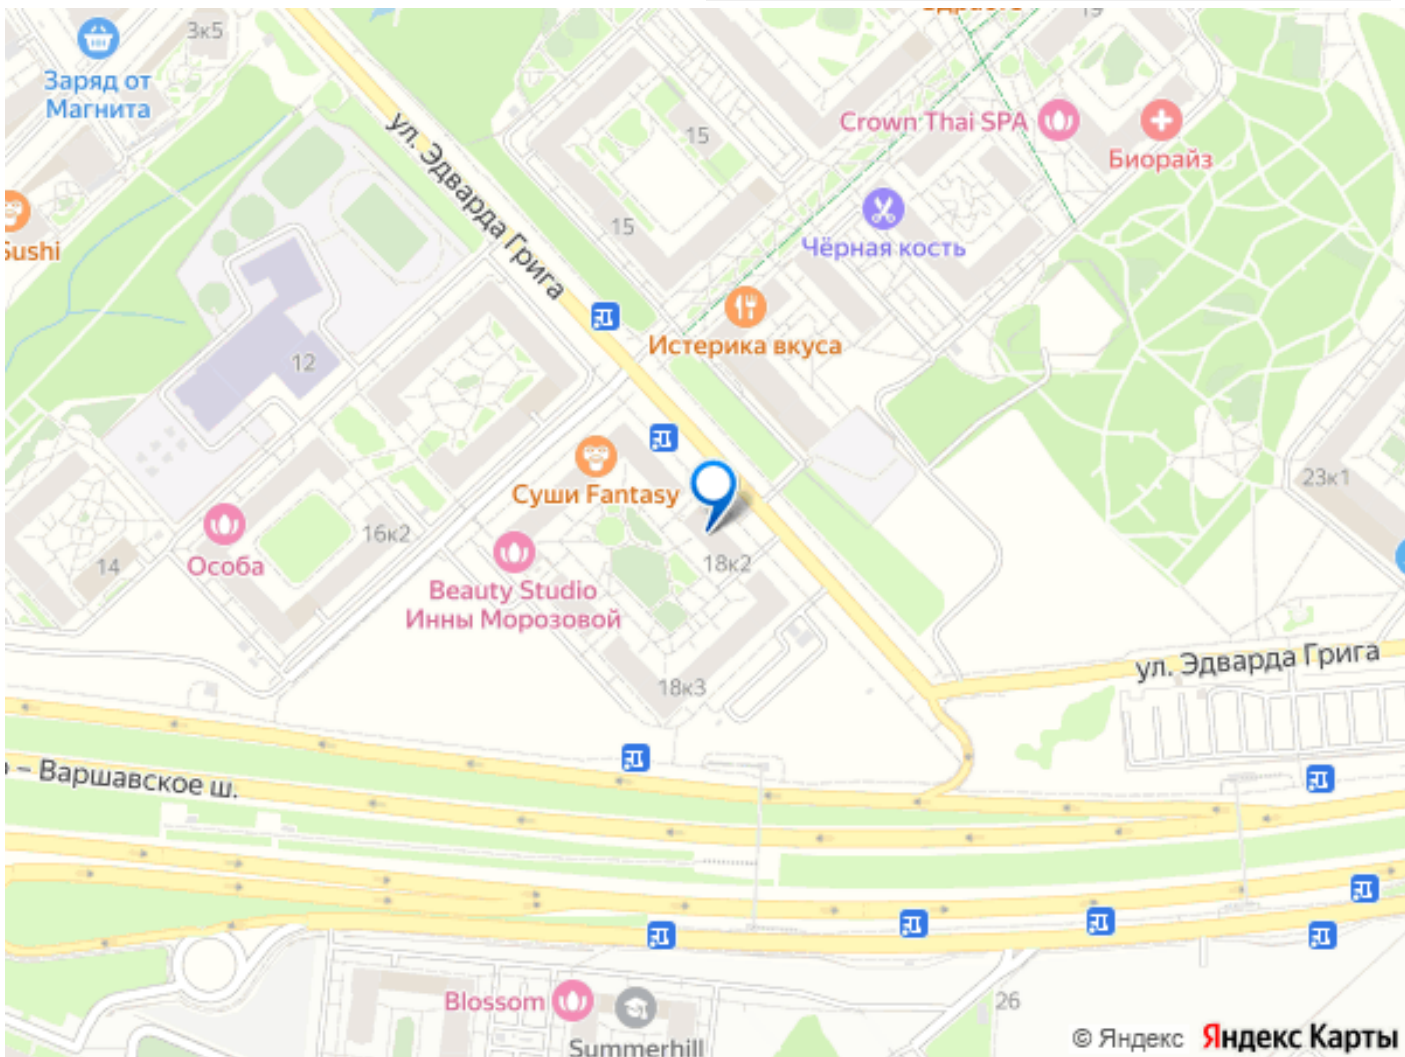 3к5
19
Заряд от
Магнита
ул. Эдварда Грига
15
Crown Thai SPA
Биорайз
15
Чёрная кость
Sushi
Истерика вкуса
12
Суши Fantasy
23к1
16к2
Особа
14
18к2
Beauty Studio
Инны Морозовой
18к3
ул. Эдварда Грига
– Варшавское ш.
Blossom
26
Summerhill
© Яндекс Яндекс Карты